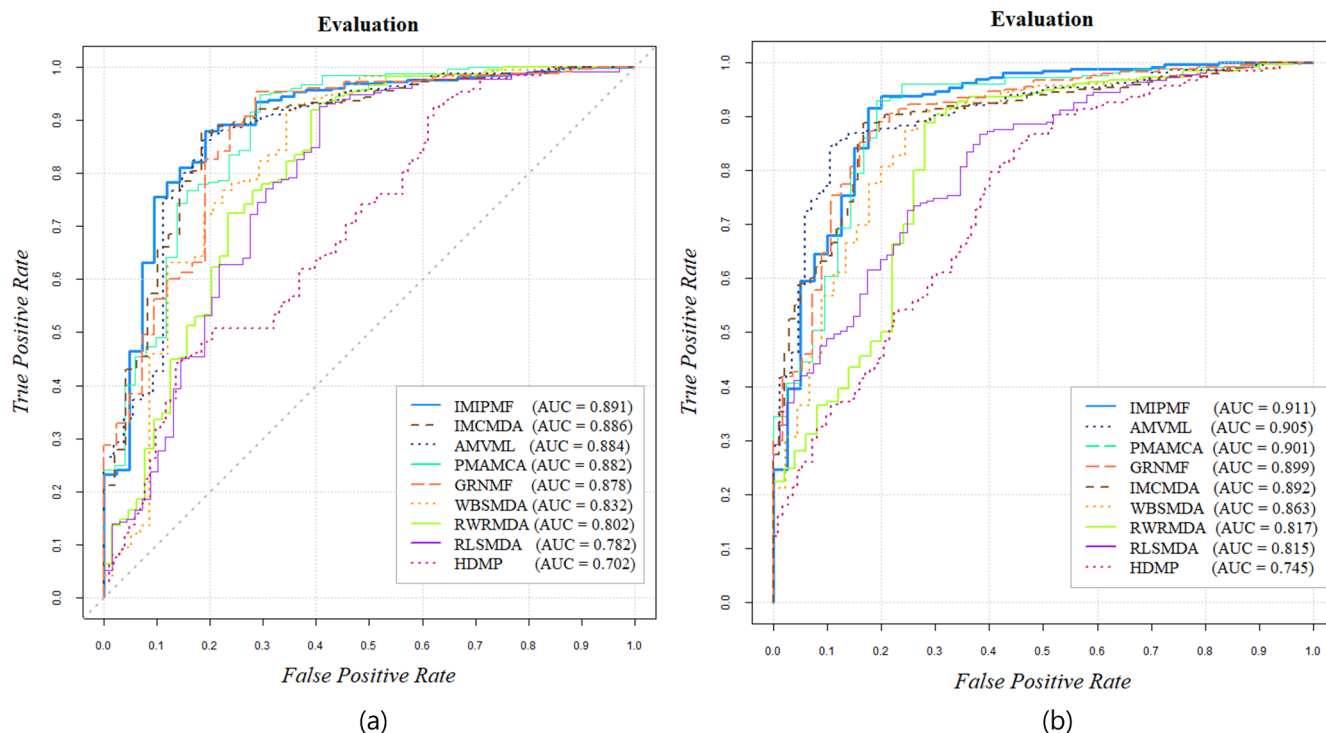 Evaluation
True Positive Rate
1.0
0.9
0.8
0.7
0.6
0.5
0.4
0.3
0.2
0.1
0.0
IMIPMF (AUC = 0.891)
IMCMDA (AUC = 0.886)
AMVML (AUC = 0.884)
PMAMCA (AUC = 0.882)
GRNMF (AUC = 0.878)
WBSMDA (AUC = 0.832)
RWRMDA (AUC = 0.802)
RLSMDA (AUC = 0.782)
HDMP (AUC = 0.702)
0.0 0.1 0.2 0.3 0.4 0.5 0.6 0.7 0.8 0.9 1.0
False Positive Rate
(a)
Evaluation
True Positive Rate
1.0
0.9
0.8
0.7
0.6
0.5
0.4
0.3
0.2
0.1
0.0
IMIPMF (AUC = 0.911)
AMVML (AUC = 0.905)
PMAMCA (AUC = 0.901)
GRNMF (AUC = 0.899)
IMCMDA (AUC = 0.892)
WBSMDA (AUC = 0.863)
RWRMDA (AUC = 0.817)
RLSMDA (AUC = 0.815)
HDMP (AUC = 0.745)
0.0 0.1 0.2 0.3 0.4 0.5 0.6 0.7 0.8 0.9 1.0
False Positive Rate
(b)